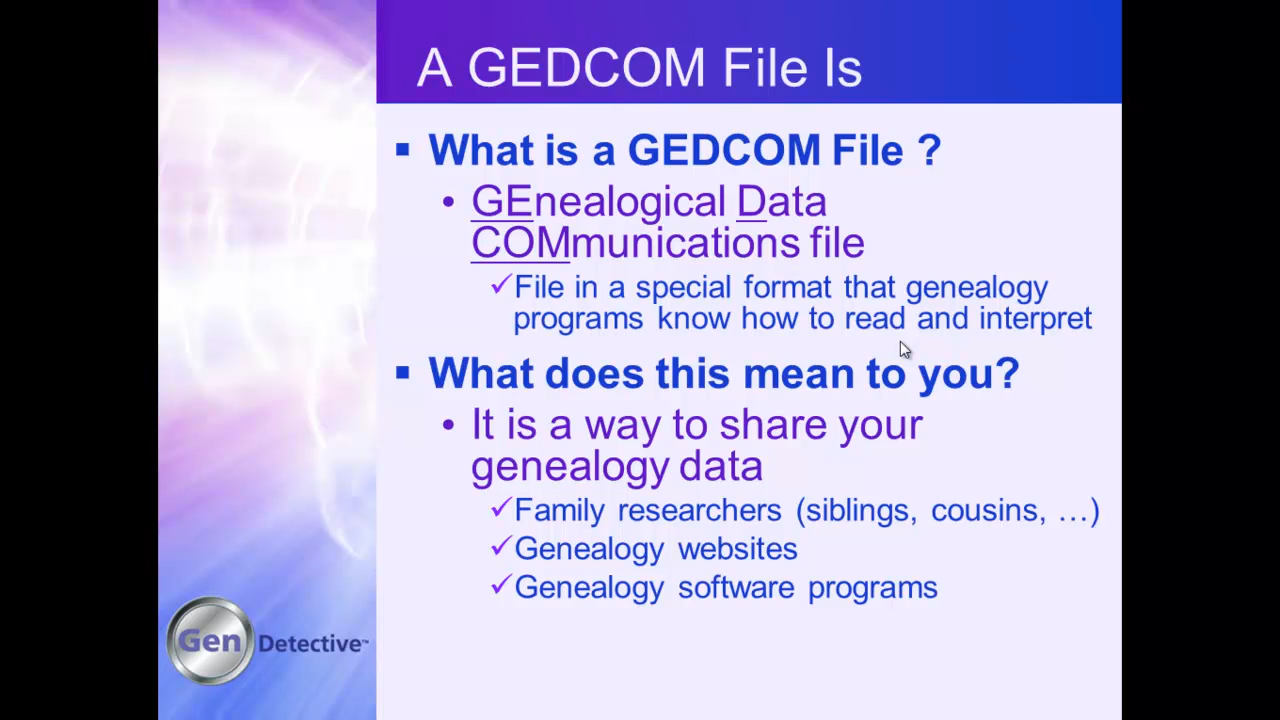 A GEDCOM File Is
▪ What is a GEDCOM File ?
• GEnealogical Data
COMmunications file
✓File in a special format that genealogy
programs know how to read and interpret
▪ What does this mean to you?
• It is a way to share your
genealogy data
✓Family researchers (siblings, cousins, …)
✓Genealogy websites
✓Genealogy software programs
Gen Detective™